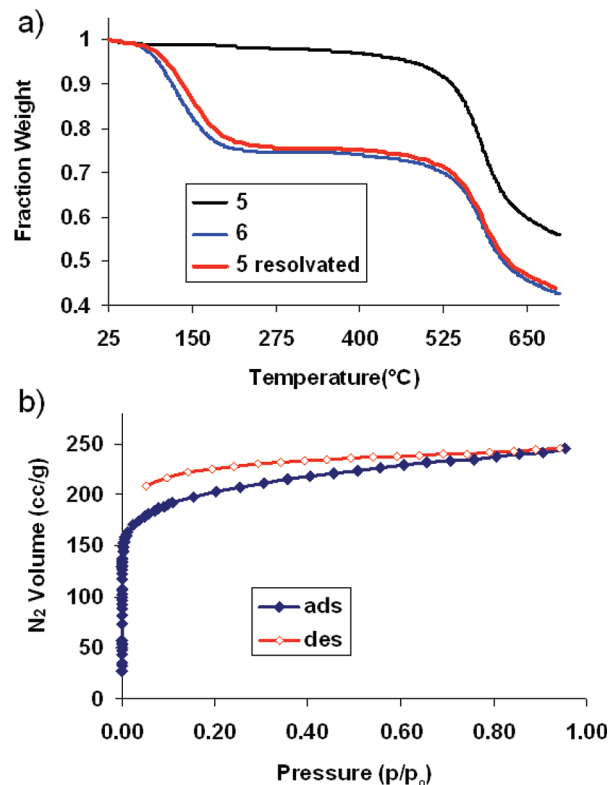 a)
1
0.9
0.8
0.7
0.6
0.5
0.4
Fraction Weight
5
6
5 resolvated
25 150 275 400 525 650
Temperature(°C)
b)
250
200
150
100
50
0
N₂ Volume (cc/g)
ads
des
0.00 0.20 0.40 0.60 0.80 1.00
Pressure (p/pₒ)